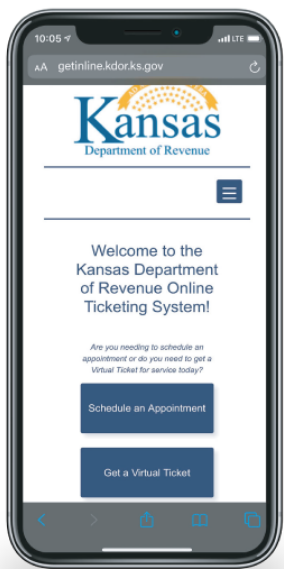 10:05
LTE
AA getinline.kdor.ks.gov
Kansas
Department of Revenue
Welcome to the
Kansas Department
of Revenue Online
Ticketing System!
Are you needing to schedule an
appointment or do you need to get a
Virtual Ticket for service today?
Schedule an Appointment
Get a Virtual Ticket